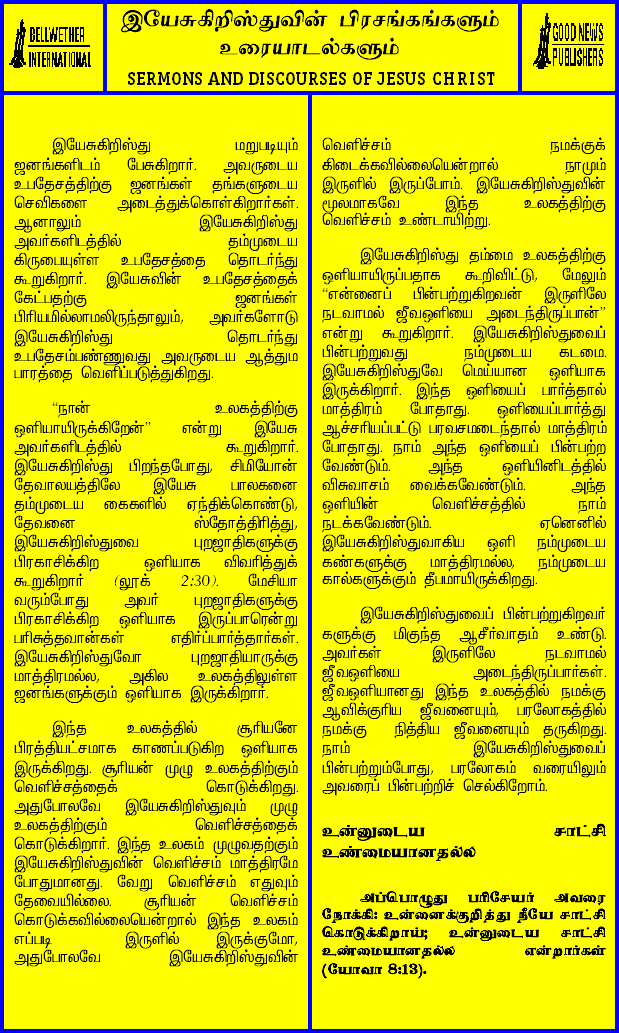 இயேசுகிறிஸ்துவின் பிரசங்கங்களும்
உரையாடல்களும்
SERMONS AND DISCOURSES OF JESUS CHRIST
BELLWETHER
INTERNATIONAL
GOOD NEWS
PUBLISHERS
இயேசுகிறிஸ்து மறுபடியும்
ஜனங்களிடம் பேசுகிறார். அவருடைய
உபதேசத்திற்கு ஜனங்கள் தங்களுடைய
செவிகளை அடைத்துக்கொள்கிறார்கள்.
ஆனாலும் இயேசுகிறிஸ்து
அவர்களிடத்தில் தம்முடைய
கிருபையுள்ள உபதேசத்தை தொடர்ந்து
கூறுகிறார். இயேசுவின் உபதேசத்தைக்
கேட்பதற்கு ஜனங்கள்
பிரியமில்லாமலிருந்தாலும், அவர்களோடு
இயேசுகிறிஸ்து தொடர்ந்து
உபதேசம்பண்ணுவது அவருடைய ஆத்தும
பாரத்தை வெளிப்படுத்துகிறது.
“நான் உலகத்திற்கு
ஒளியாயிருக்கிறேன்” என்று இயேசு
அவர்களிடத்தில் கூறுகிறார்.
இயேசுகிறிஸ்து பிறந்தபோது, சிமியோன்
தேவாலயத்திலே இயேசு பாலகனை
தம்முடைய கைகளில் ஏந்திக்கொண்டு,
தேவனை ஸ்தோத்திரித்து,
இயேசுகிறிஸ்துவை புறஜாதிகளுக்கு
பிரகாசிக்கிற ஒளியாக விவரித்துக்
கூறுகிறார் (லூக் 2:30). மேசியா
வரும்போது அவர் புறஜாதிகளுக்கு
பிரகாசிக்கிற ஒளியாக இருப்பாரென்று
பரிசுத்தவான்கள் எதிர்ப்பார்த்தார்கள்.
இயேசுகிறிஸ்துவோ புறஜாதியாருக்கு
மாத்திரமல்ல, அகில உலகத்திலுள்ள
ஜனங்களுக்கும் ஒளியாக இருக்கிறார்.
இந்த உலகத்தில் சூரியனே
பிரத்தியட்சமாக காணப்படுகிற ஒளியாக
இருக்கிறது. சூரியன் முழு உலகத்திற்கும்
வெளிச்சத்தைக் கொடுக்கிறது.
அதுபோலவே இயேசுகிறிஸ்துவும் முழு
உலகத்திற்கும் வெளிச்சத்தைக்
கொடுக்கிறார். இந்த உலகம் முழுவதற்கும்
இயேசுகிறிஸ்துவின் வெளிச்சம் மாத்திரமே
போதுமானது. வேறு வெளிச்சம் எதுவும்
தேவையில்லை. சூரியன் வெளிச்சம்
கொடுக்கவில்லையென்றால் இந்த உலகம்
எப்படி இருளில் இருக்குமோ,
அதுபோலவே இயேசுகிறிஸ்துவின்
வெளிச்சம் நமக்குக்
கிடைக்கவில்லையென்றால் நாமும்
இருளில் இருப்போம். இயேசுகிறிஸ்துவின்
மூலமாகவே இந்த உலகத்திற்கு
வெளிச்சம் உண்டாயிற்று.
இயேசுகிறிஸ்து தம்மை உலகத்திற்கு
ஒளியாயிருப்பதாக கூறிவிட்டு, மேலும்
“என்னைப் பின்பற்றுகிறவன் இருளிலே
நடவாமல் ஜீவஒளியை அடைந்திருப்பான்”
என்று கூறுகிறார். இயேசுகிறிஸ்துவைப்
பின்பற்றுவது நம்முடைய கடமை.
இயேசுகிறிஸ்துவே மெய்யான ஒளியாக
இருக்கிறார். இந்த ஒளியைப் பார்த்தால்
மாத்திரம் போதாது. ஒளியைப்பார்த்து
ஆச்சரியப்பட்டு பரவசமடைந்தால் மாத்திரம்
போதாது. நாம் அந்த ஒளியைப் பின்பற்ற
வேண்டும். அந்த ஒளியினிடத்தில்
விசுவாசம் வைக்கவேண்டும். அந்த
ஒளியின் வெளிச்சத்தில் நாம்
நடக்கவேண்டும். ஏனெனில்
இயேசுகிறிஸ்துவாகிய ஒளி நம்முடைய
கண்களுக்கு மாத்திரமல்ல, நம்முடைய
கால்களுக்கும் தீபமாயிருக்கிறது.
இயேசுகிறிஸ்துவைப் பின்பற்றுகிறவர்
களுக்கு மிகுந்த ஆசீர்வாதம் உண்டு.
அவர்கள் இருளிலே நடவாமல்
ஜீவஒளியை அடைந்திருப்பார்கள்.
ஜீவஒளியானது இந்த உலகத்தில் நமக்கு
ஆவிக்குரிய ஜீவனையும், பரலோகத்தில்
நமக்கு நித்திய ஜீவனையும் தருகிறது.
நாம் இயேசுகிறிஸ்துவைப்
பின்பற்றும்போது, பரலோகம் வரையிலும்
அவரைப் பின்பற்றிச் செல்கிறோம்.
உன்னுடைய சாட்சி
உண்மையானதல்ல
அப்பொழுது பரிசேயர் அவரை
நோக்கி: உன்னைக்குறித்து நீயே சாட்சி
கொடுக்கிறாய்; உன்னுடைய சாட்சி
உண்மையானதல்ல என்றார்கள்
(யோவா 8:13).